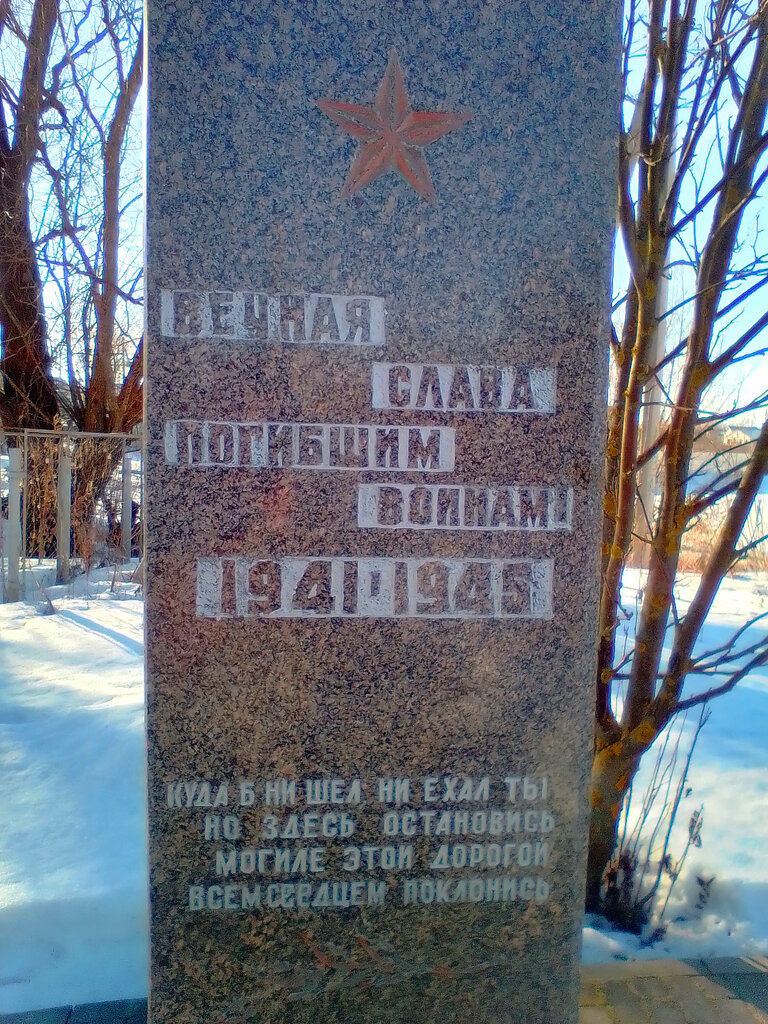 ВЕЧНАЯ
СЛАВА
ПОГИБШИМ
ВОИНАМ!
1941-1945
КУДА Б НИ ШЕЛ НИ ЕХАЛ ТЫ
НО ЗДЕСЬ ОСТАНОВИСЬ
МОГИЛЕ ЭТОЙ ДОРОГОЙ
ВСЕМ СЕРДЦЕМ ПОКЛОНИСЬ